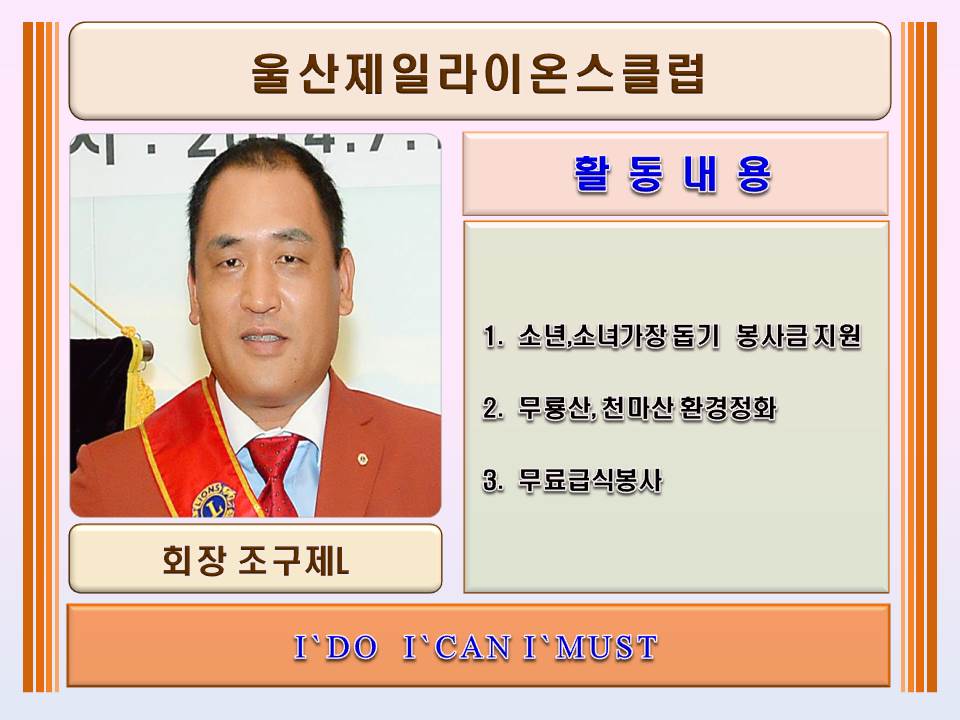 울산제일라이온스클럽
활 동 내 용
1. 소년,소녀가장 돕기 봉사금 지원
2. 무룡산, 천마산 환경정화
3. 무료급식봉사
회장 조구제L
I`DO I`CAN I`MUST
LIONS
L